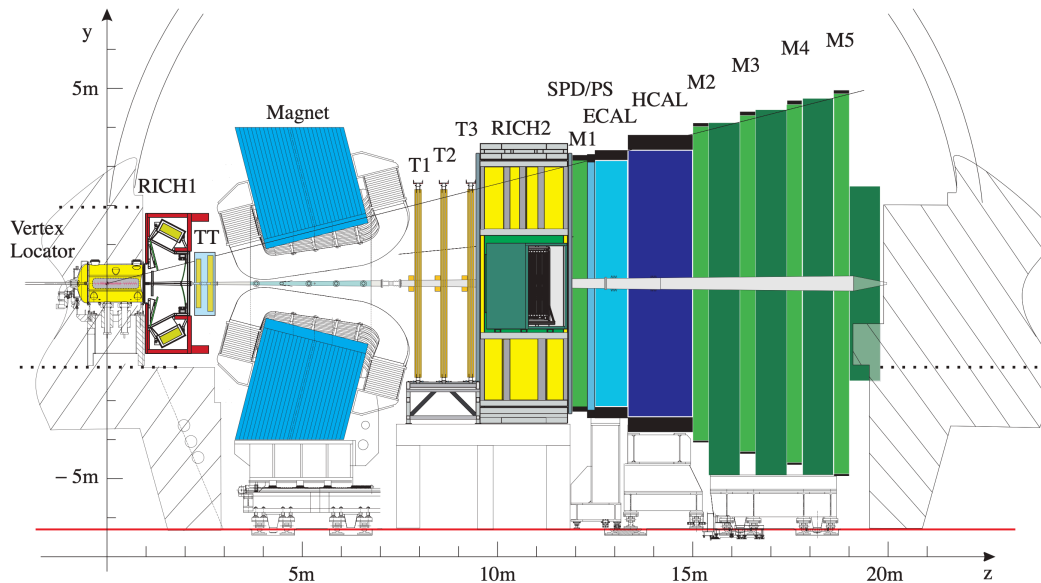 y
5m
Magnet
RICH1
Vertex
Locator
TT
T1
T2
T3
RICH2
M1
SPD/PS
ECAL
HCAL
M2
M3
M4
M5
− 5m
5m
10m
15m
20m
z